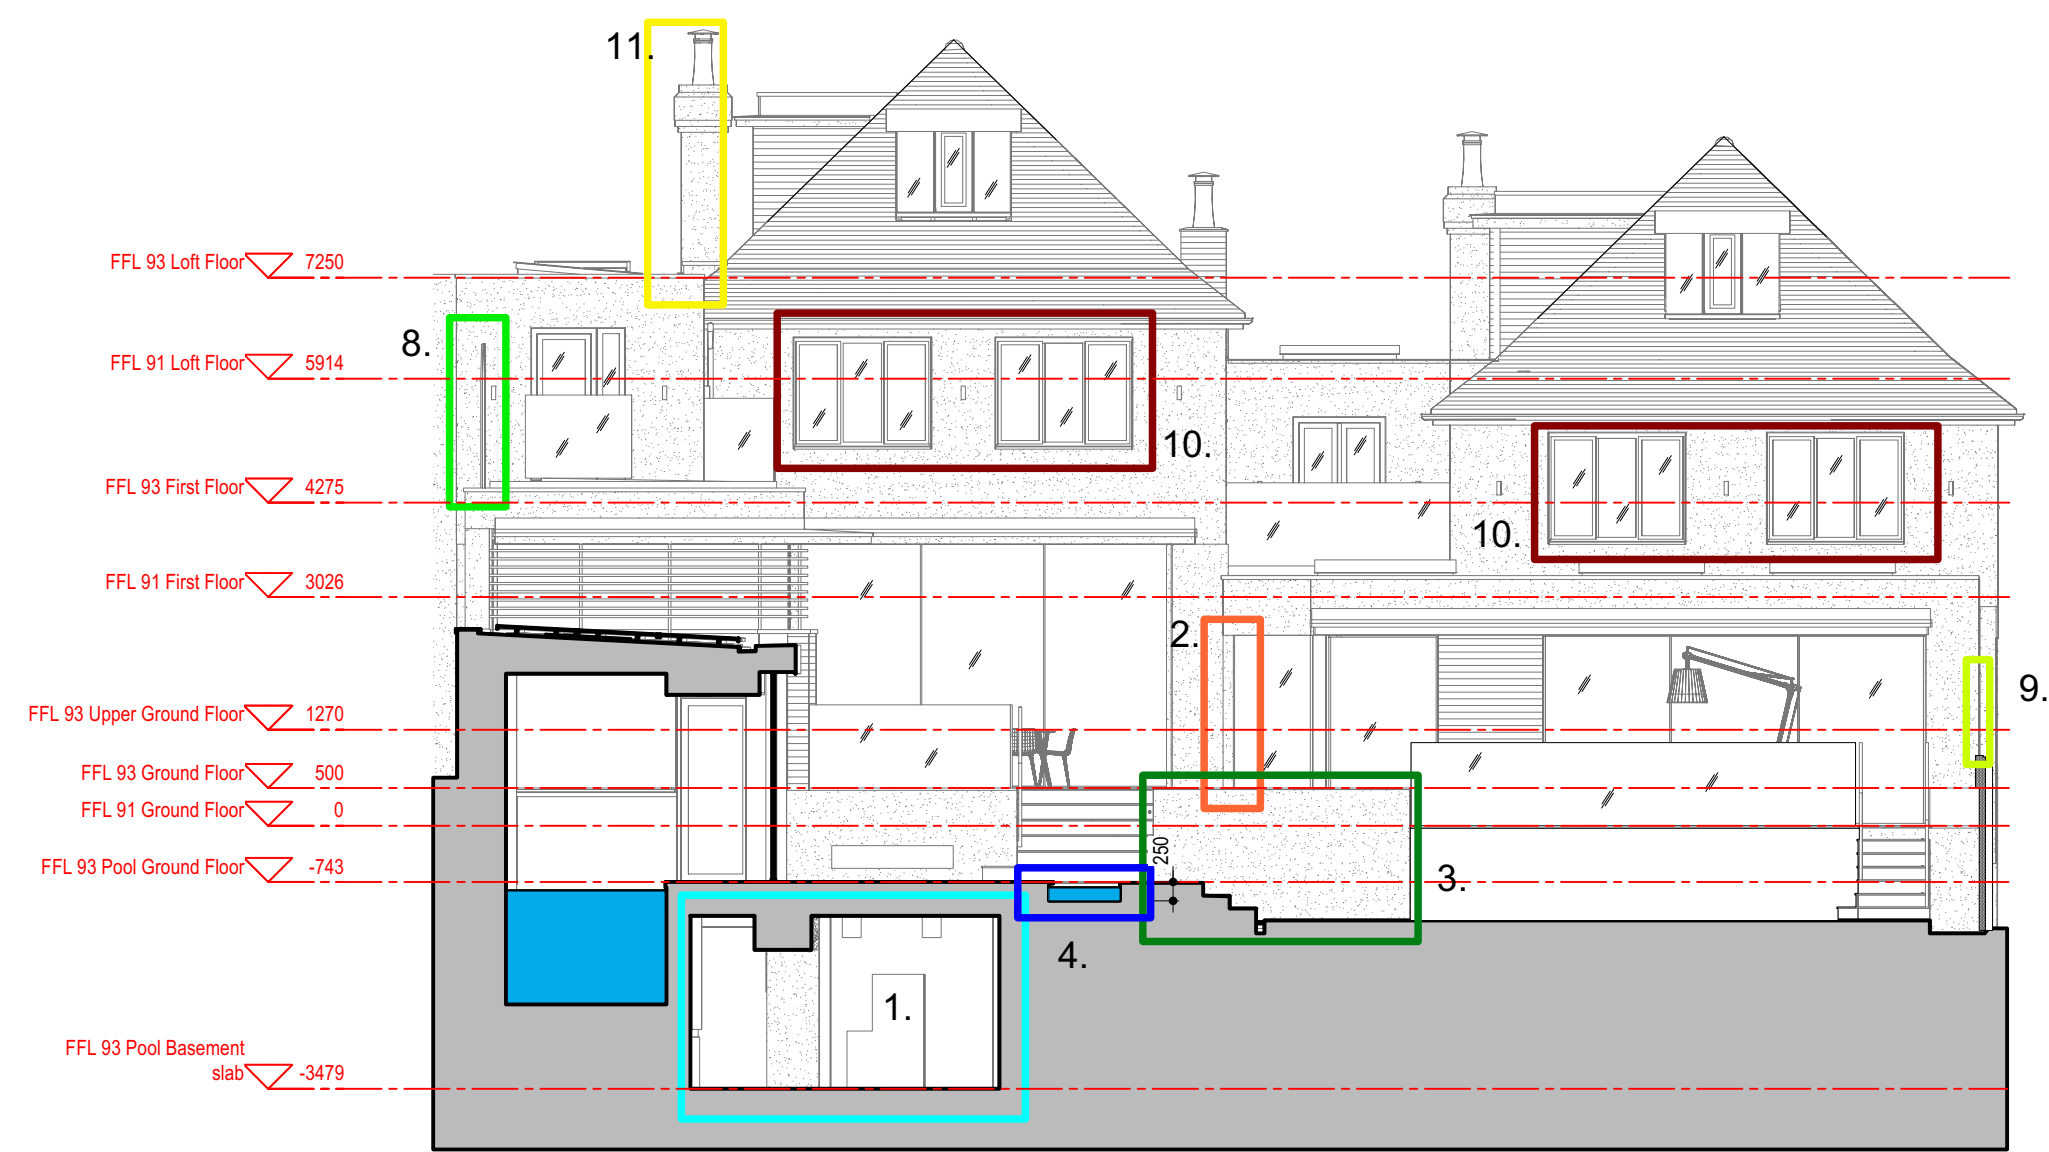 11.
FFL 93 Loft Floor 7250
8.
FFL 91 Loft Floor 5914
10.
FFL 93 First Floor 4275
10.
FFL 91 First Floor 3026
2.
9.
FFL 93 Upper Ground Floor 1270
FFL 93 Ground Floor 500
FFL 91 Ground Floor 0
250
FFL 93 Pool Ground Floor -743
3.
4.
1.
FFL 93 Pool Basement
slab -3479